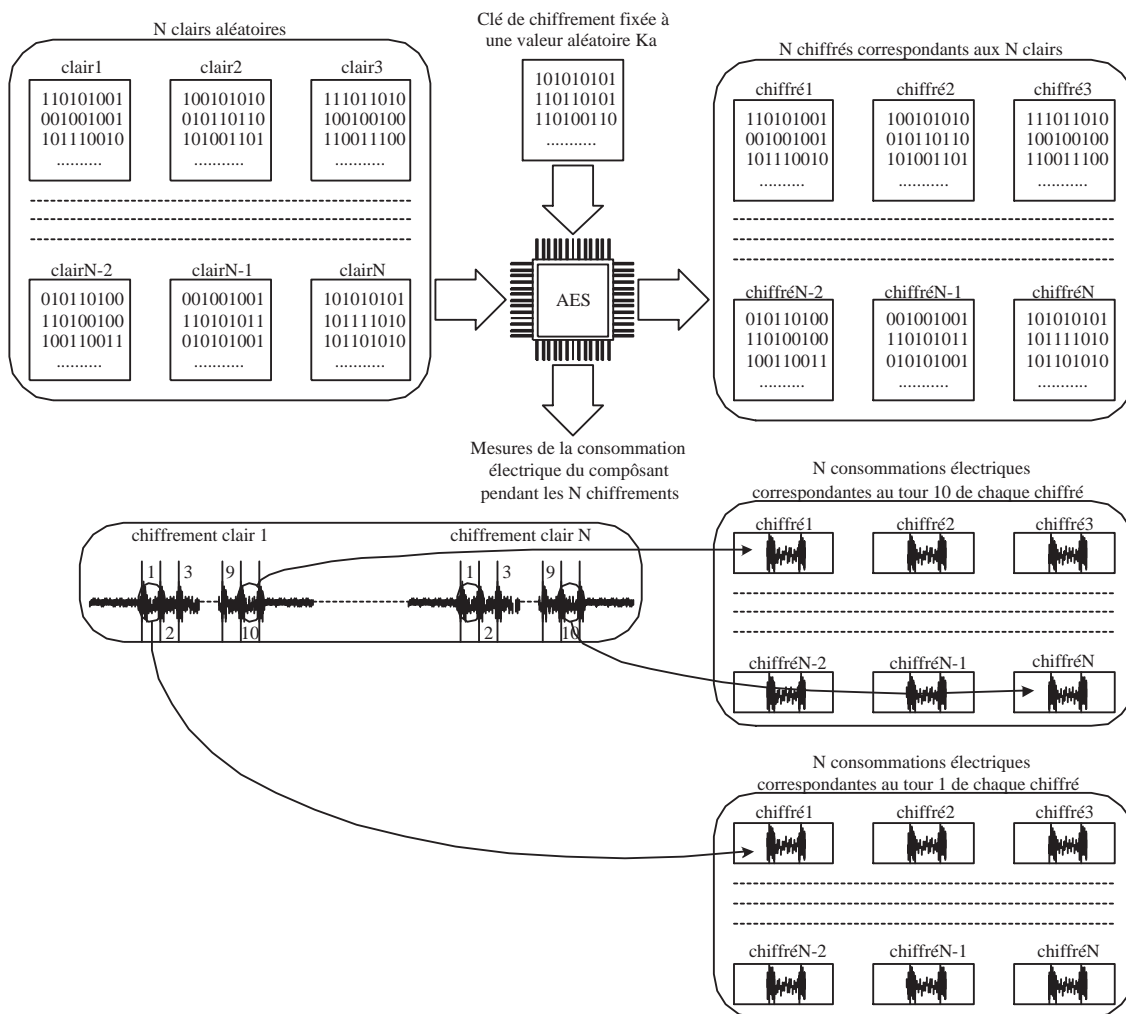 N clairs aléatoires
clair1
clair2
clair3
110101001
001001001
101110010
..........
100101010
010110110
101001101
..........
111011010
100100100
110011100
..........
clairN-2
clairN-1
clairN
010110100
110100100
100110011
..........
001001001
110101011
010101001
..........
101010101
101111010
101101010
..........
Clé de chiffrement fixée à
une valeur aléatoire Ka
101010101
110110101
110100110
...........
AES
N chiffrés correspondants aux N clairs
chiffré1
chiffré2
chiffré3
110101001
001001001
101110010
..........
100101010
010110110
101001101
..........
111011010
100100100
110011100
..........
chiffréN-2
chiffréN-1
chiffréN
010110100
110100100
100110011
..........
001001001
110101011
010101001
..........
101010101
101111010
101101010
..........
Mesures de la consommation
électrique du compôsant
pendant les N chiffrements
chiffrement clair 1
chiffrement clair N
1
3
9
2
10
1
3
9
2
10
N consommations électriques
correspondantes au tour 10 de chaque chiffré
chiffré1
chiffré2
chiffré3
chiffréN-2
chiffréN-1
chiffréN
N consommations électriques
correspondantes au tour 1 de chaque chiffré
chiffré1
chiffré2
chiffré3
chiffréN-2
chiffréN-1
chiffréN